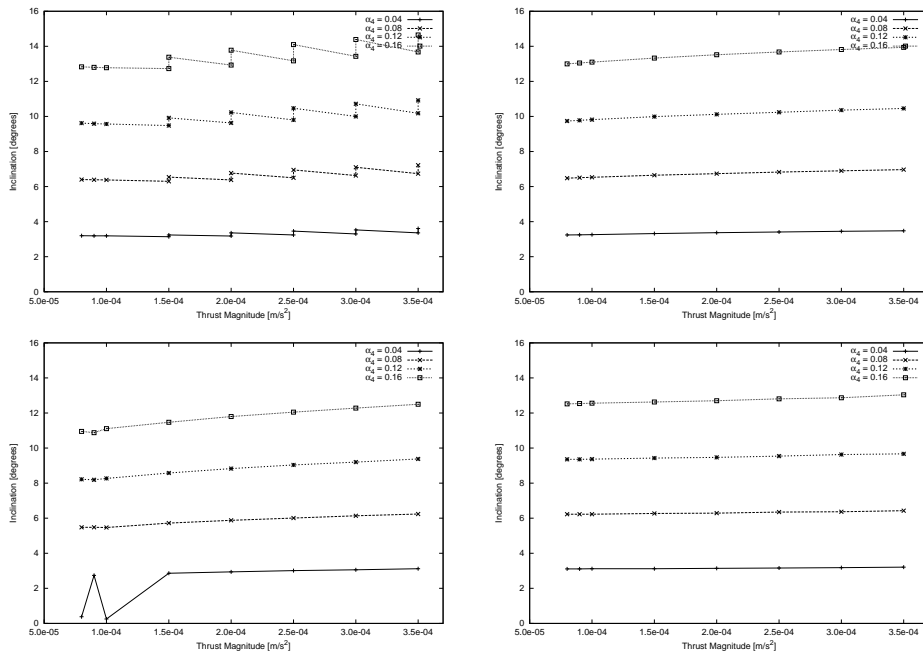 16
14
12
10
8
6
4
2
0
Inclination [degrees]
5.0e-05 1.0e-04 1.5e-04 2.0e-04 2.5e-04 3.0e-04 3.5e-04
Thrust Magnitude [m/s²]
α₄ = 0.04
α₄ = 0.08
α₄ = 0.12
α₄ = 0.16
16
14
12
10
8
6
4
2
0
Inclination [degrees]
5.0e-05 1.0e-04 1.5e-04 2.0e-04 2.5e-04 3.0e-04 3.5e-04
Thrust Magnitude [m/s²]
α₄ = 0.04
α₄ = 0.08
α₄ = 0.12
α₄ = 0.16
16
14
12
10
8
6
4
2
0
Inclination [degrees]
5.0e-05 1.0e-04 1.5e-04 2.0e-04 2.5e-04 3.0e-04 3.5e-04
Thrust Magnitude [m/s²]
α₄ = 0.04
α₄ = 0.08
α₄ = 0.12
α₄ = 0.16
16
14
12
10
8
6
4
2
0
Inclination [degrees]
5.0e-05 1.0e-04 1.5e-04 2.0e-04 2.5e-04 3.0e-04 3.5e-04
Thrust Magnitude [m/s²]
α₄ = 0.04
α₄ = 0.08
α₄ = 0.12
α₄ = 0.16